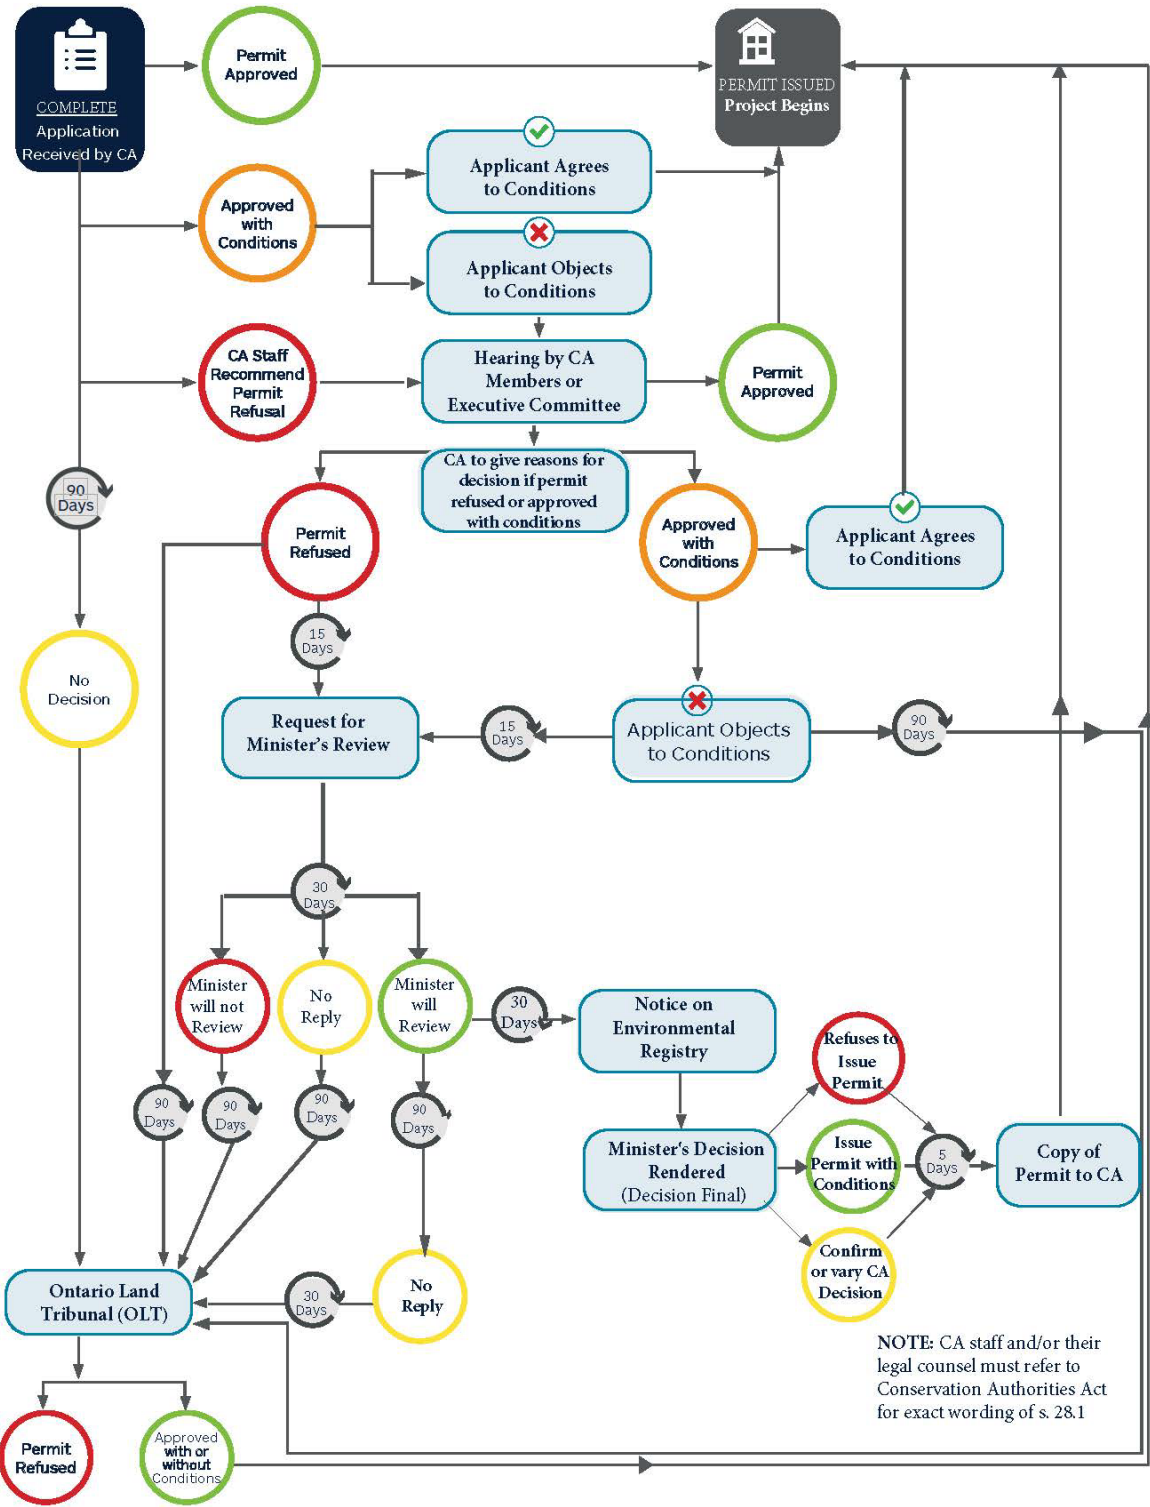 COMPLETE
Application
Received by CA
Permit
Approved
PERMIT ISSUED
Project Begins
Approved
with
Conditions
Applicant Agrees
to Conditions
Applicant Objects
to Conditions
CA Staff
Recommend
Permit
Refusal
Hearing by CA
Members or
Executive Committee
Permit
Approved
90
Days
CA to give reasons for
decision if permit
refused or approved
with conditions
Permit
Refused
Approved
with
Conditions
Applicant Agrees
to Conditions
15
Days
No
Decision
Request for
Minister's Review
15
Days
Applicant Objects
to Conditions
90
Days
30
Days
Minister
will not
Review
No
Reply
Minister
will
Review
30
Days
Notice on
Environmental
Registry
Refuses to
Issue
Permit
90
Days
90
Days
90
Days
90
Days
Minister's Decision
Rendered
(Decision Final)
Issue
Permit with
Conditions
5
Days
Copy of
Permit to CA
Confirm
or vary CA
Decision
Ontario Land
Tribunal (OLT)
30
Days
No
Reply
NOTE: CA staff and/or their
legal counsel must refer to
Conservation Authorities Act
for exact wording of s. 28.1
Permit
Refused
Approved
with or
without
Conditions